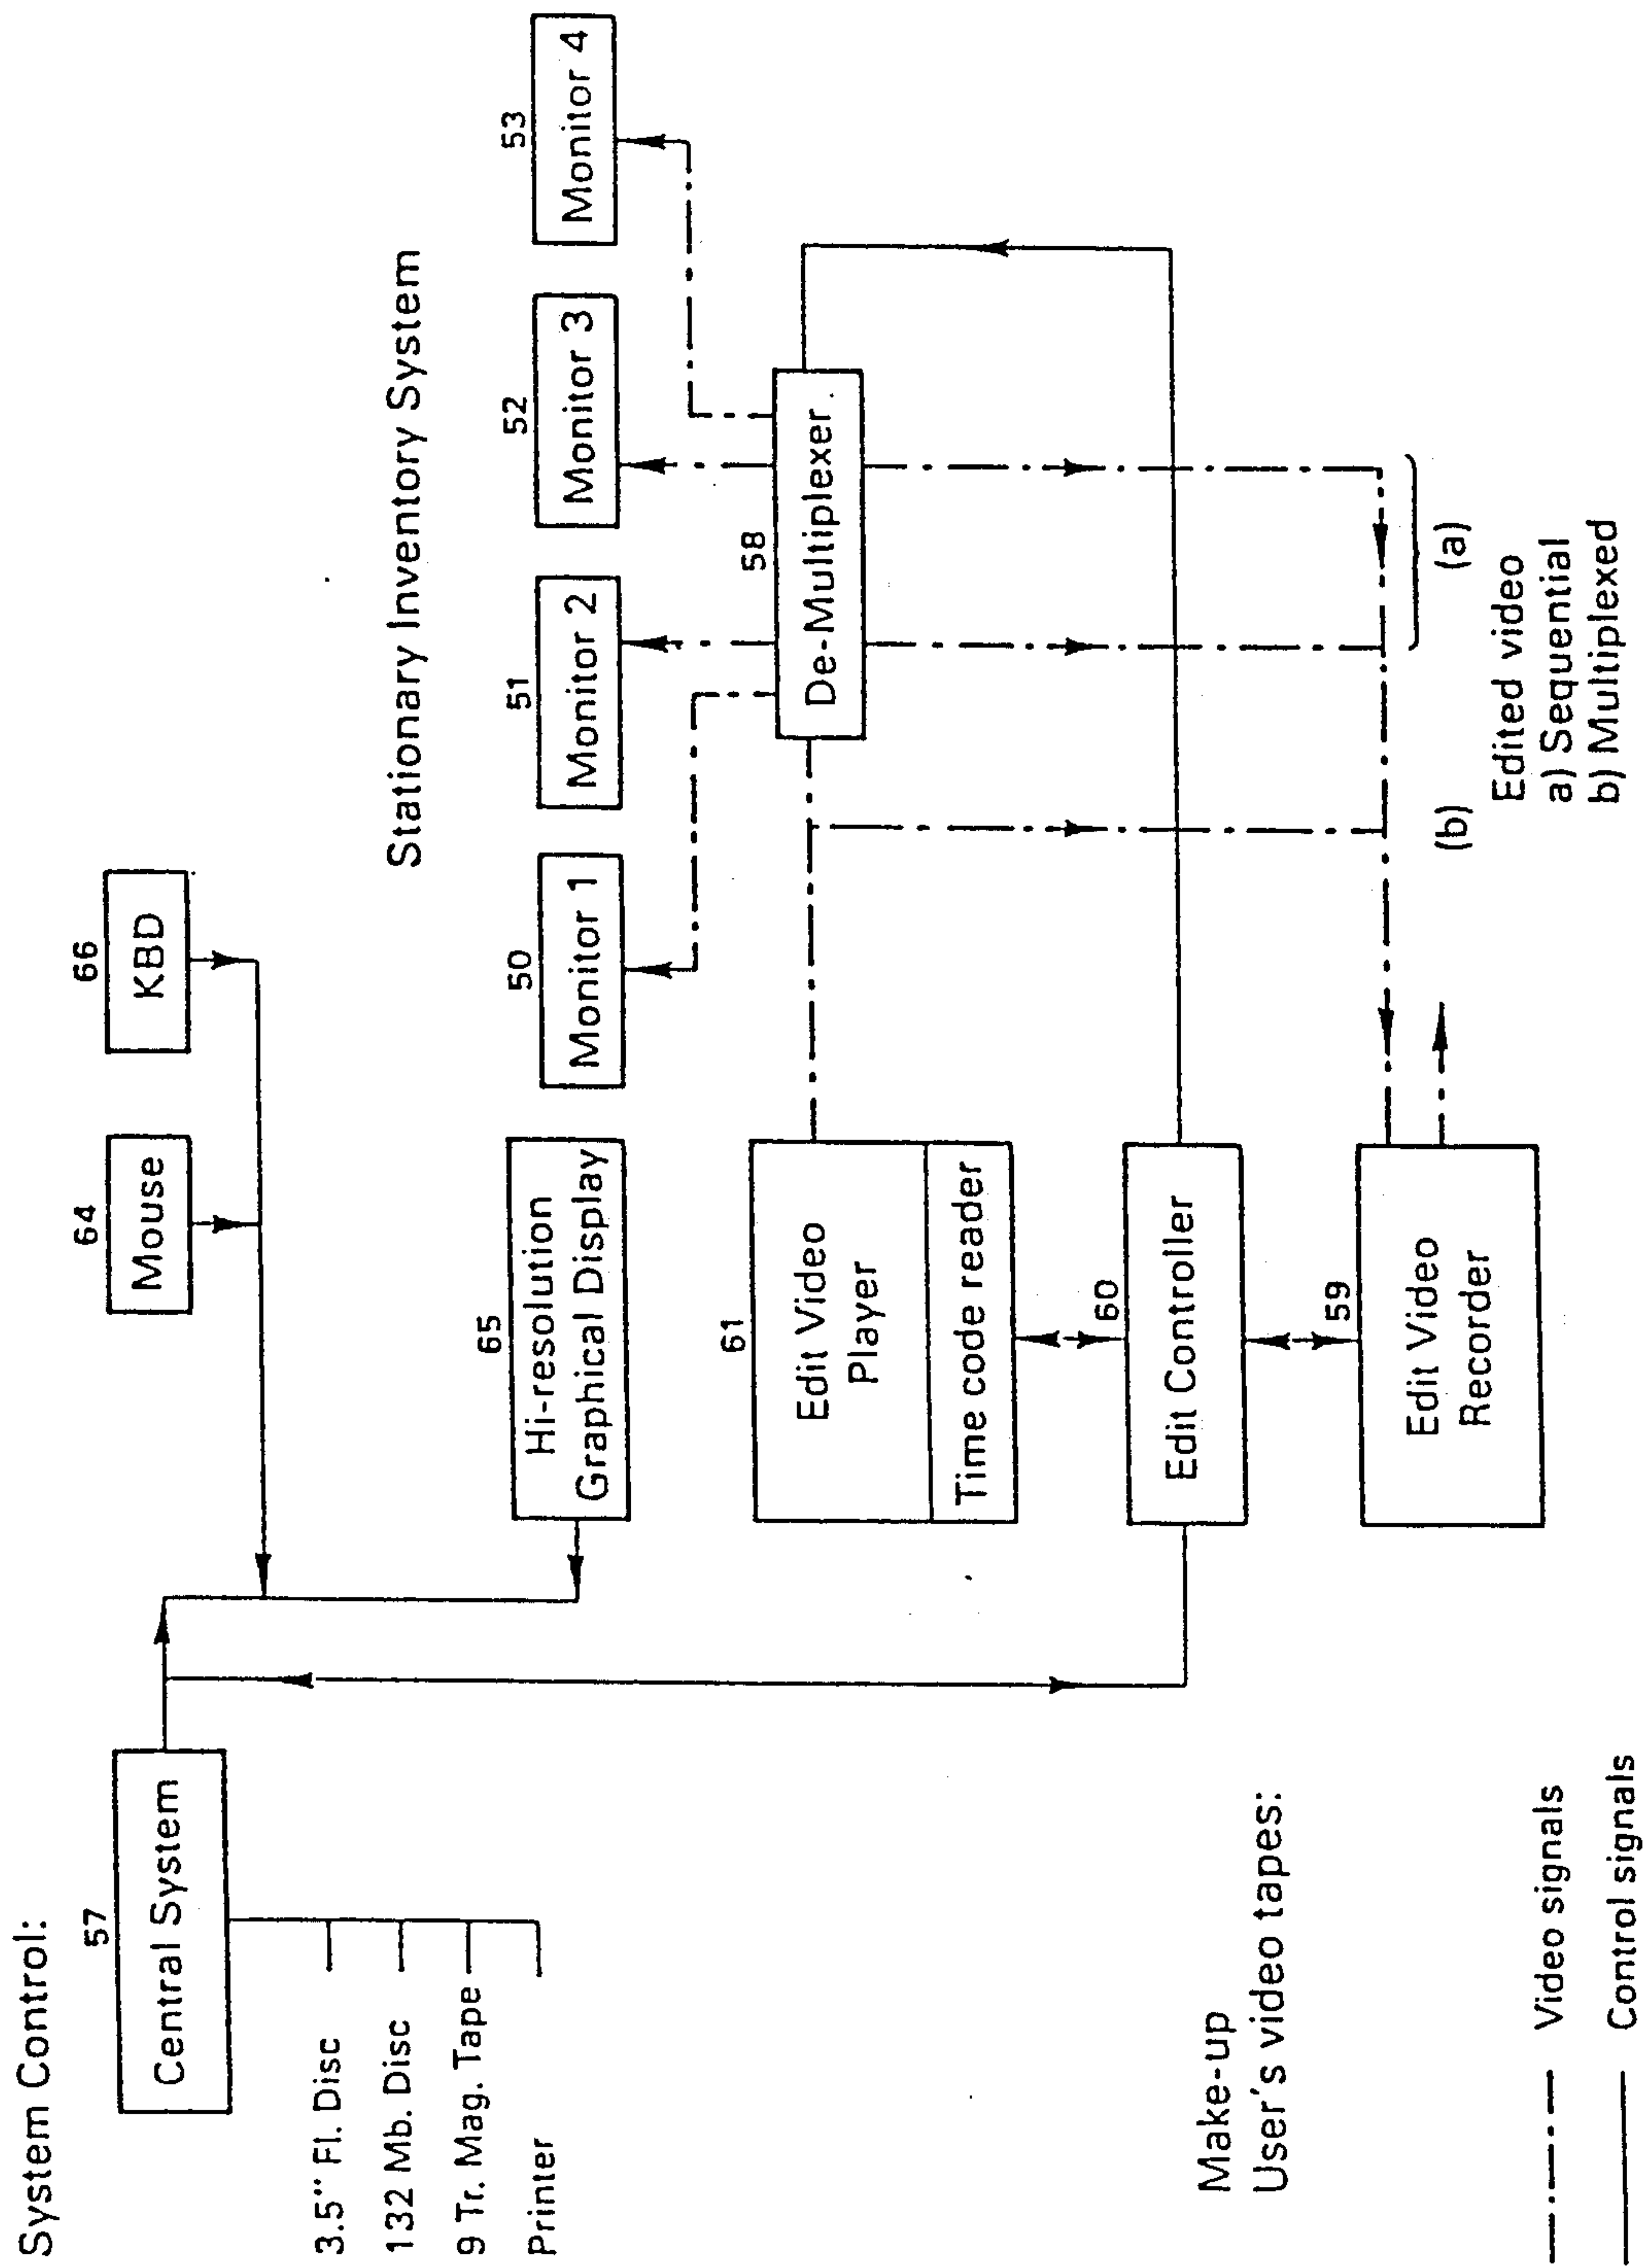 Stationary Inventory System
System Control:
57
Central System
3.5" Fl. Disc
132 Mb. Disc
9 Tr. Mag. Tape
Printer
64
Mouse
66
KBD
65
Hi-resolution
Graphical Display
50
Monitor 1
51
Monitor 2
52
Monitor 3
53
Monitor 4
61
Edit Video
Player
Time code reader
58
De-Multiplexer
60
Edit Controller
59
Edit Video
Recorder
(b)
(a)
Edited video
a) Sequential
b) Multiplexed
Make-up
User's video tapes:
Video signals
Control signals